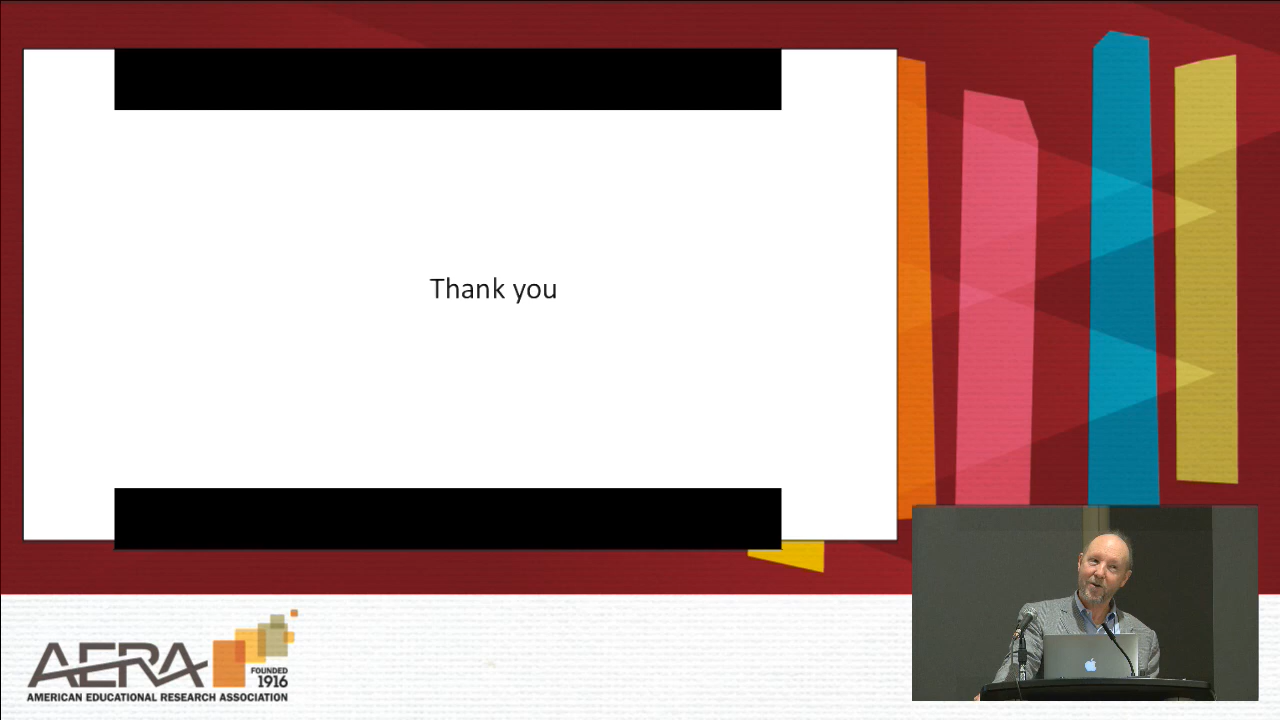 Thank you
AERA
FOUNDED
1916
AMERICAN EDUCATIONAL RESEARCH ASSOCIATION